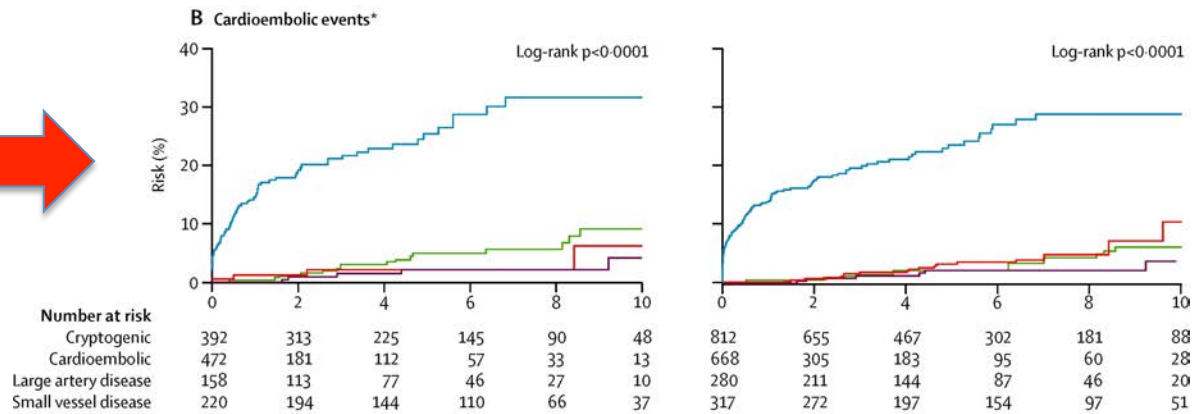 B Cardioembolic events*
Log-rank p<0·0001 Log-rank p<0·0001
40
30
20
10
0
Risk (%)
0 2 4 6 8 10 0 2 4 6 8 10
Number at risk
Cryptogenic 392 313 225 145 90 48 812 655 467 302 181 88
Cardioembolic 472 181 112 57 33 13 668 305 183 95 60 28
Large artery disease 158 113 77 46 27 10 280 211 144 87 46 20
Small vessel disease 220 194 144 110 66 37 317 272 197 154 97 51